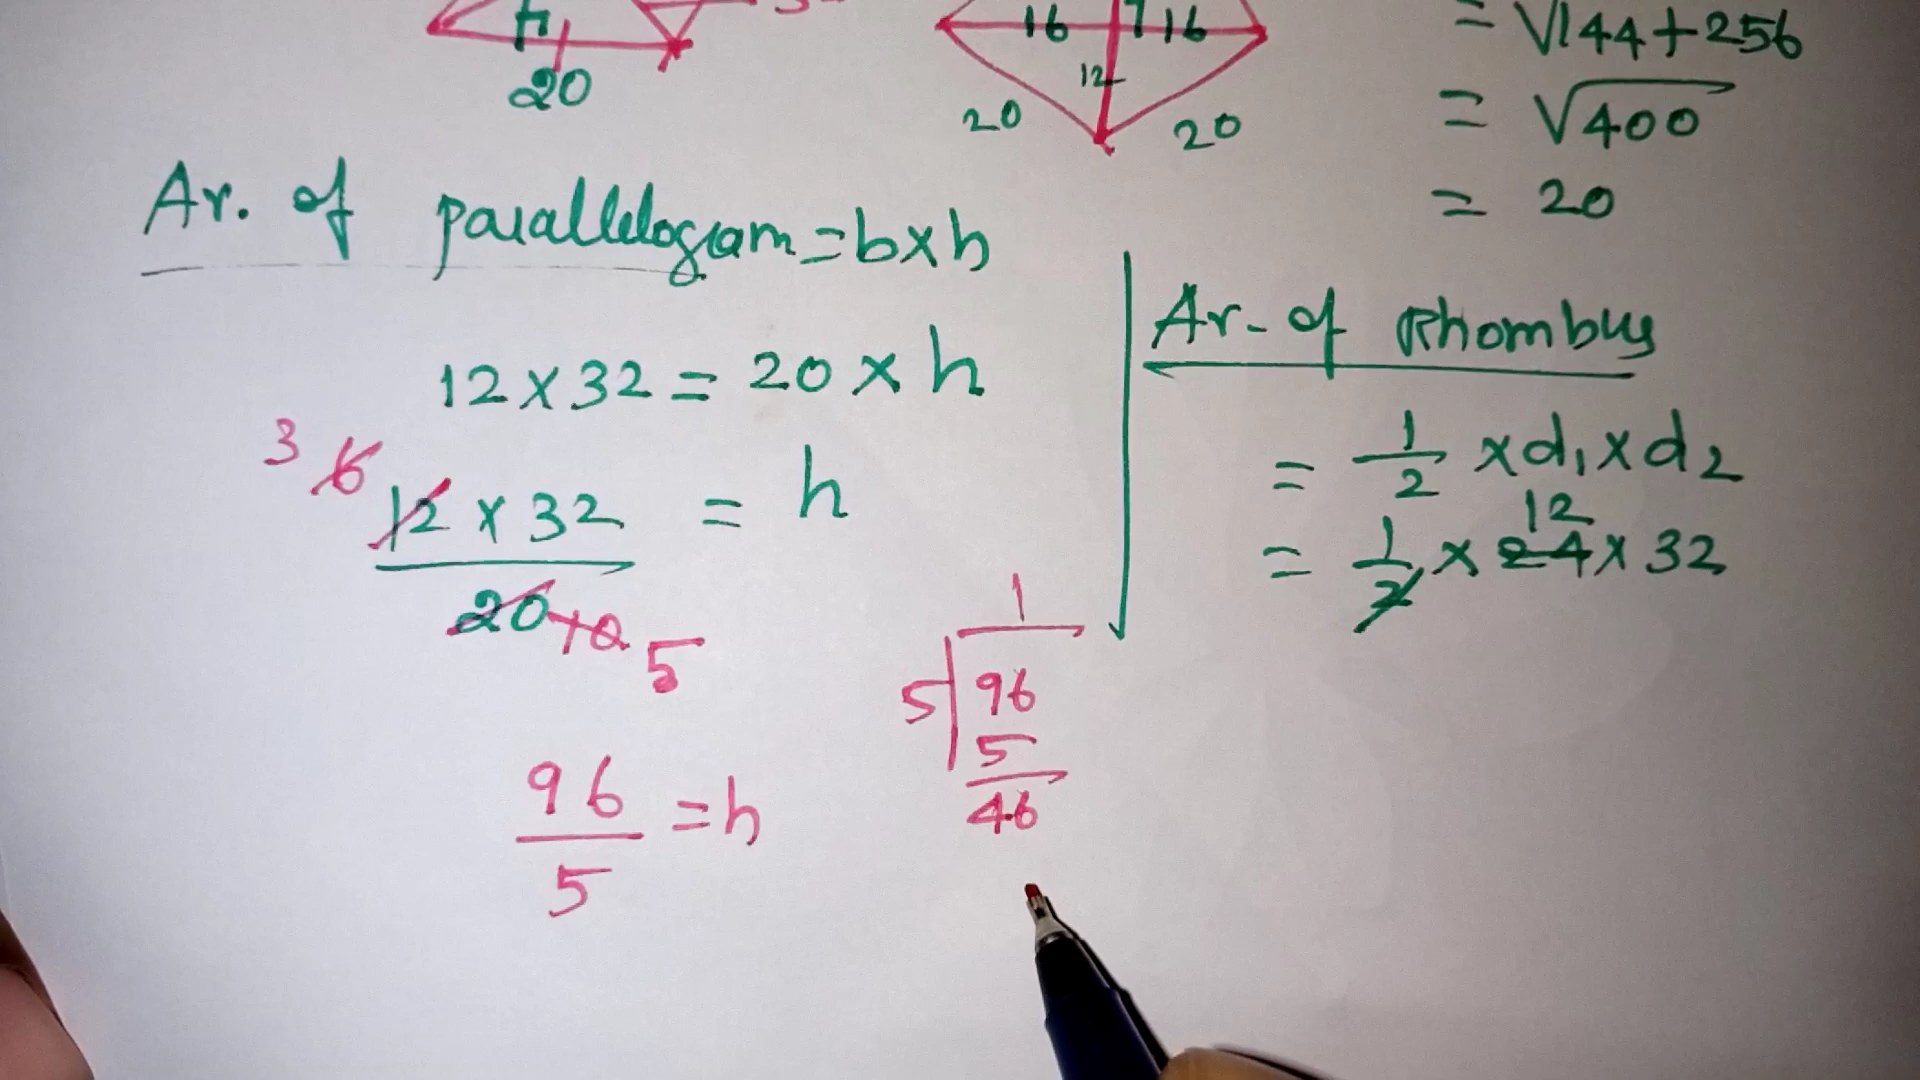 h
20
16 16
12
20 20
= √144+256
= √400
= 20
Ar. of parallelogram = b×h
12×32 = 20×h
3 6
12×32 = h
20 10 5
96 = h
5
1
5 96
5
46
Ar. of Rhombus
= 1/2 × d1 × d2
12
= 1/2 × 24 × 32